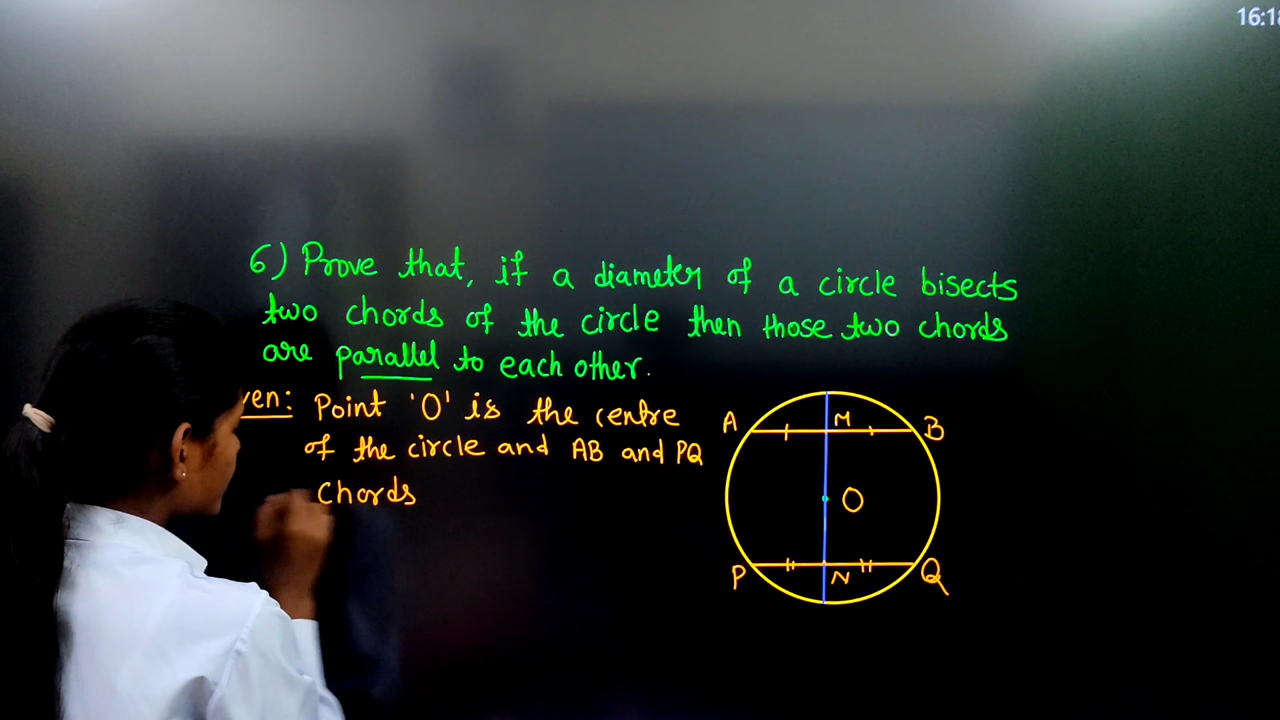 16:18
6) Prove that, if a diameter of a circle bisects
two chords of the circle then those two chords
are parallel to each other.
ven: Point 'O' is the centre
of the circle and AB and PQ
chords
A M B
O
P N Q